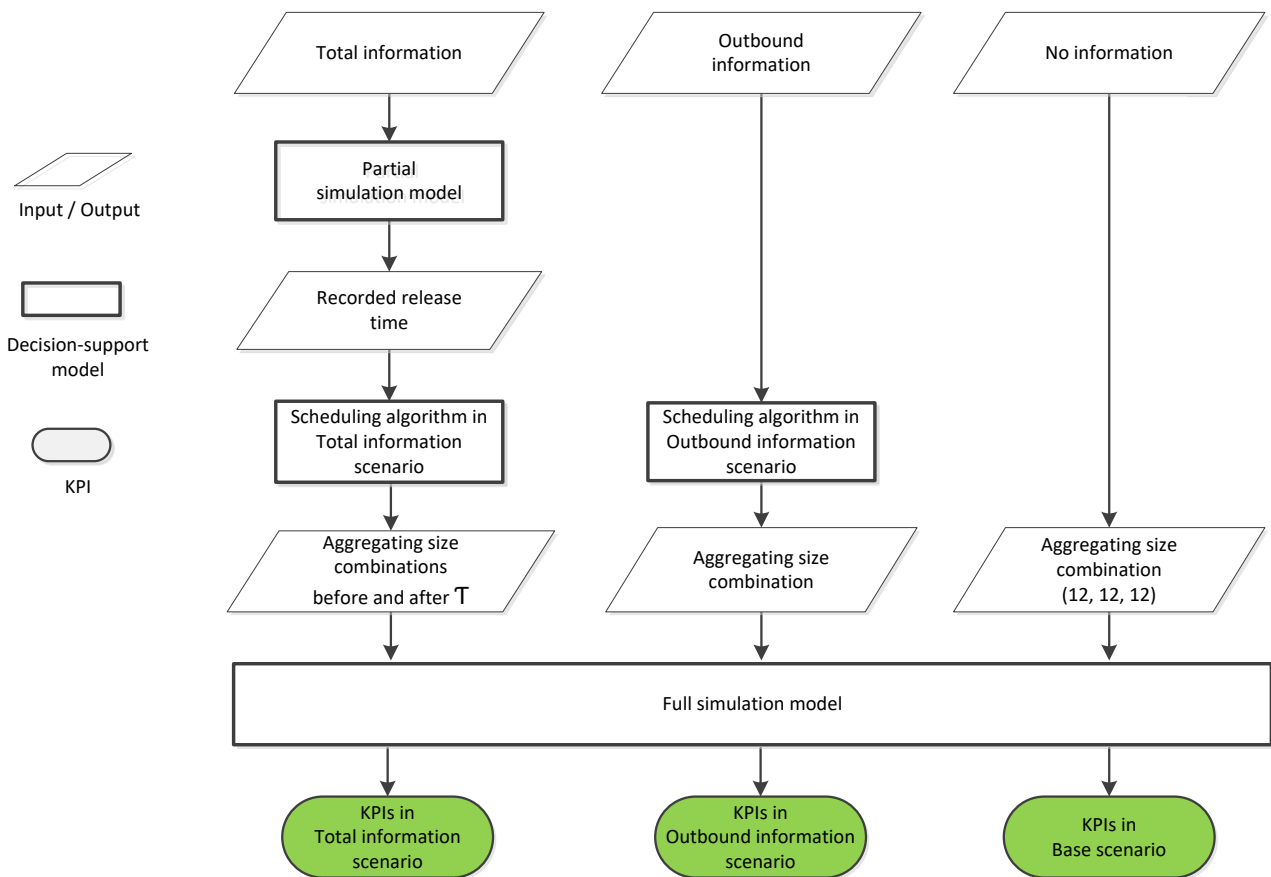 Total information
Outbound
information
No information
Input / Output
Partial
simulation model
Recorded release
time
Decision-support
model
Scheduling algorithm in
Total information
scenario
Scheduling algorithm in
Outbound information
scenario
KPI
Aggregating size
combinations
before and after T
Aggregating size
combination
Aggregating size
combination
(12, 12, 12)
Full simulation model
KPIs in
Total information
scenario
KPIs in
Outbound information
scenario
KPIs in
Base scenario